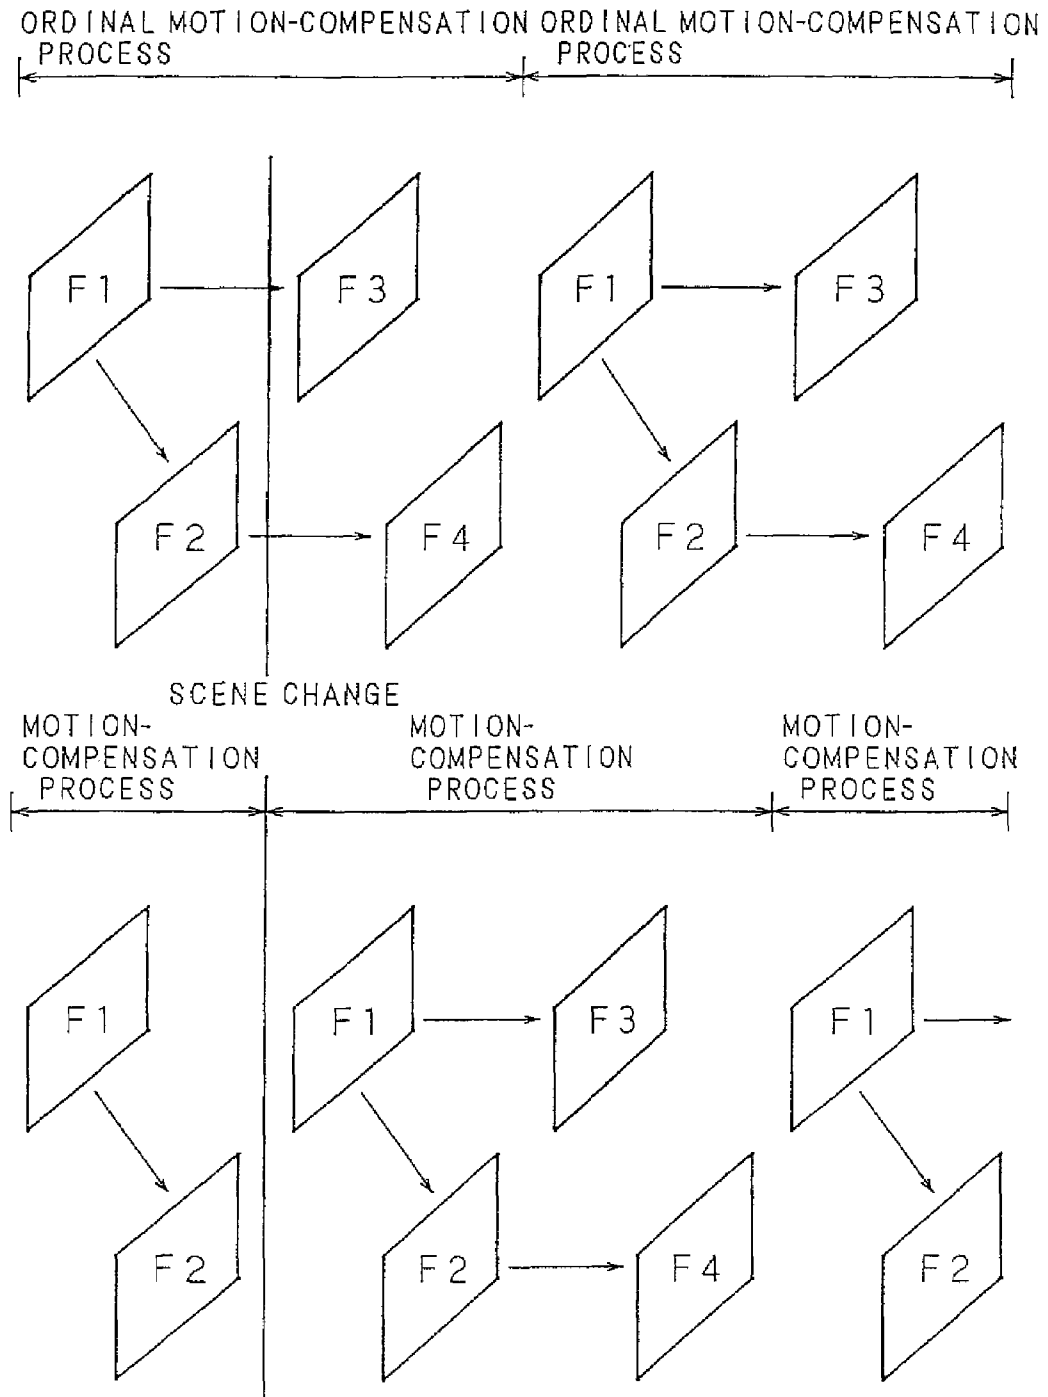 ORDINAL MOTION-COMPENSATION PROCESS
ORDINAL MOTION-COMPENSATION PROCESS
F1
F3
F1
F3
F2
F4
F2
F4
SCENE CHANGE
MOTION-
COMPENSATION
PROCESS
MOTION-
COMPENSATION
PROCESS
MOTION-
COMPENSATION
PROCESS
F1
F1
F3
F1
F2
F2
F4
F2